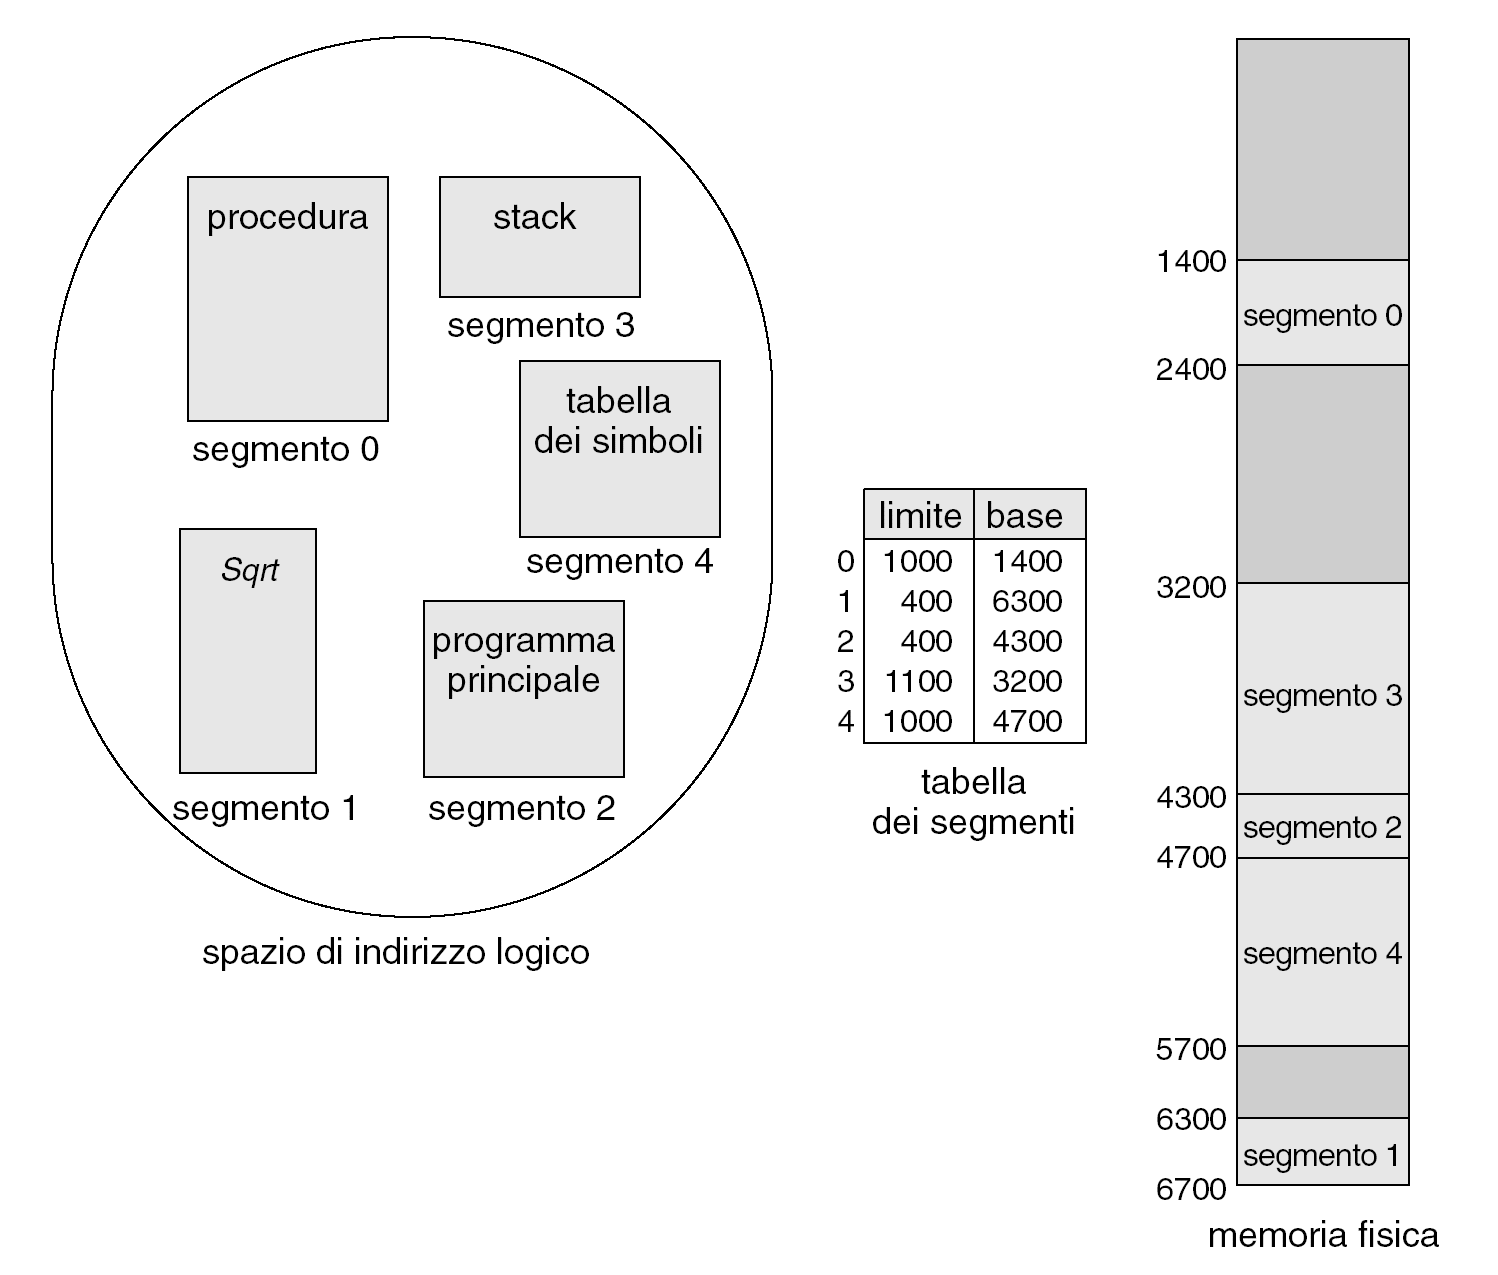 procedura
stack
segmento 3
tabella
dei simboli
segmento 0
segmento 4
Sqrt
programma
principale
segmento 1
segmento 2
spazio di indirizzo logico
limite base
0 1000 1400
1 400 6300
2 400 4300
3 1100 3200
4 1000 4700
tabella
dei segmenti
1400
segmento 0
2400
3200
segmento 3
4300
segmento 2
4700
segmento 4
5700
6300
segmento 1
6700
memoria fisica